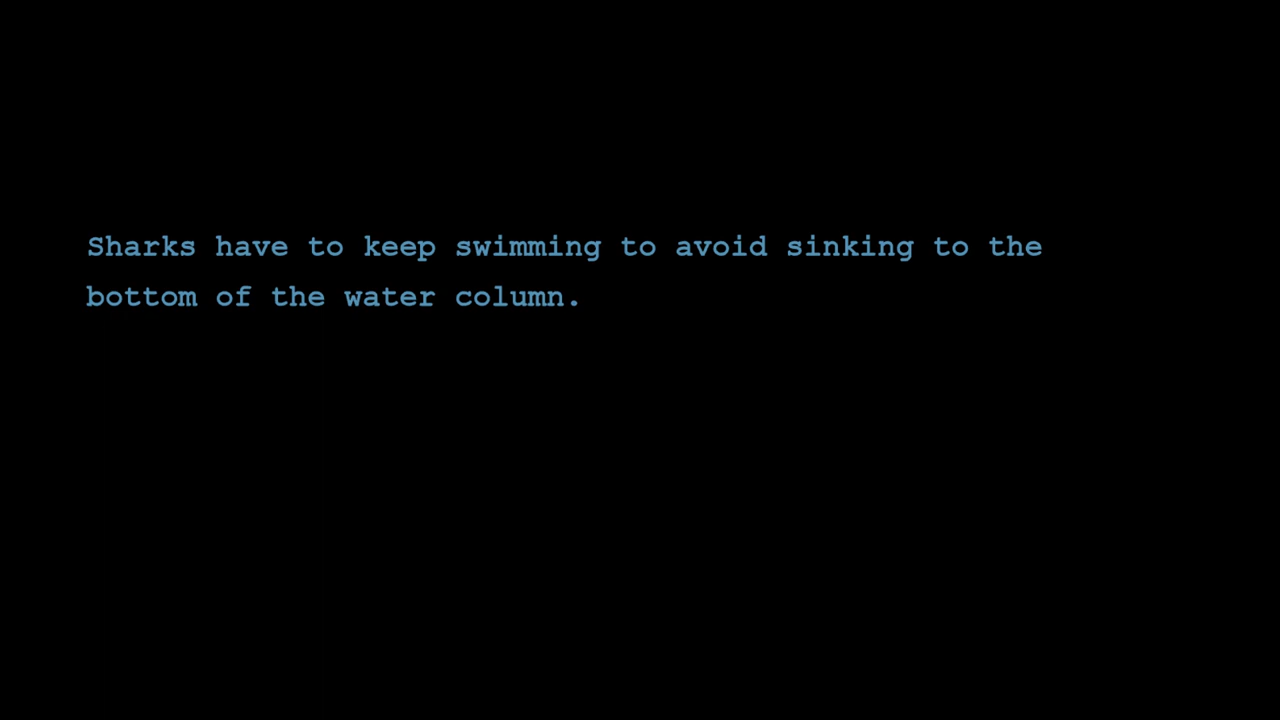 Sharks have to keep swimming to avoid sinking to the
bottom of the water column.